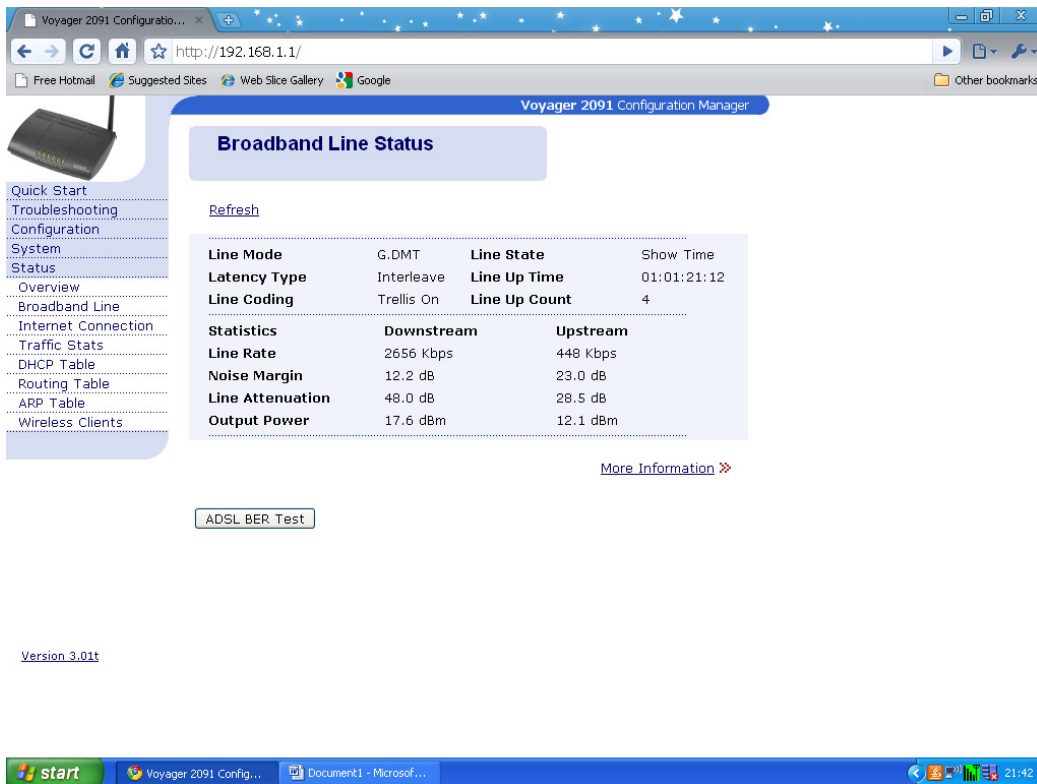 Voyager 2091 Configuratio...
http://192.168.1.1/
Free Hotmail Suggested Sites Web Slice Gallery Google Other bookmarks
Voyager 2091 Configuration Manager
Broadband Line Status
Quick Start
Troubleshooting
Configuration
System
Status
Overview
Broadband Line
Internet Connection
Traffic Stats
DHCP Table
Routing Table
ARP Table
Wireless Clients
Refresh
Line Mode G.DMT Line State Show Time
Latency Type Interleave Line Up Time 01:01:21:12
Line Coding Trellis On Line Up Count 4
Statistics Downstream Upstream
Line Rate 2656 Kbps 448 Kbps
Noise Margin 12.2 dB 23.0 dB
Line Attenuation 48.0 dB 28.5 dB
Output Power 17.6 dBm 12.1 dBm
More Information
ADSL BER Test
Version 3.01t
start Voyager 2091 Config... Document1 - Microsof... 21:42